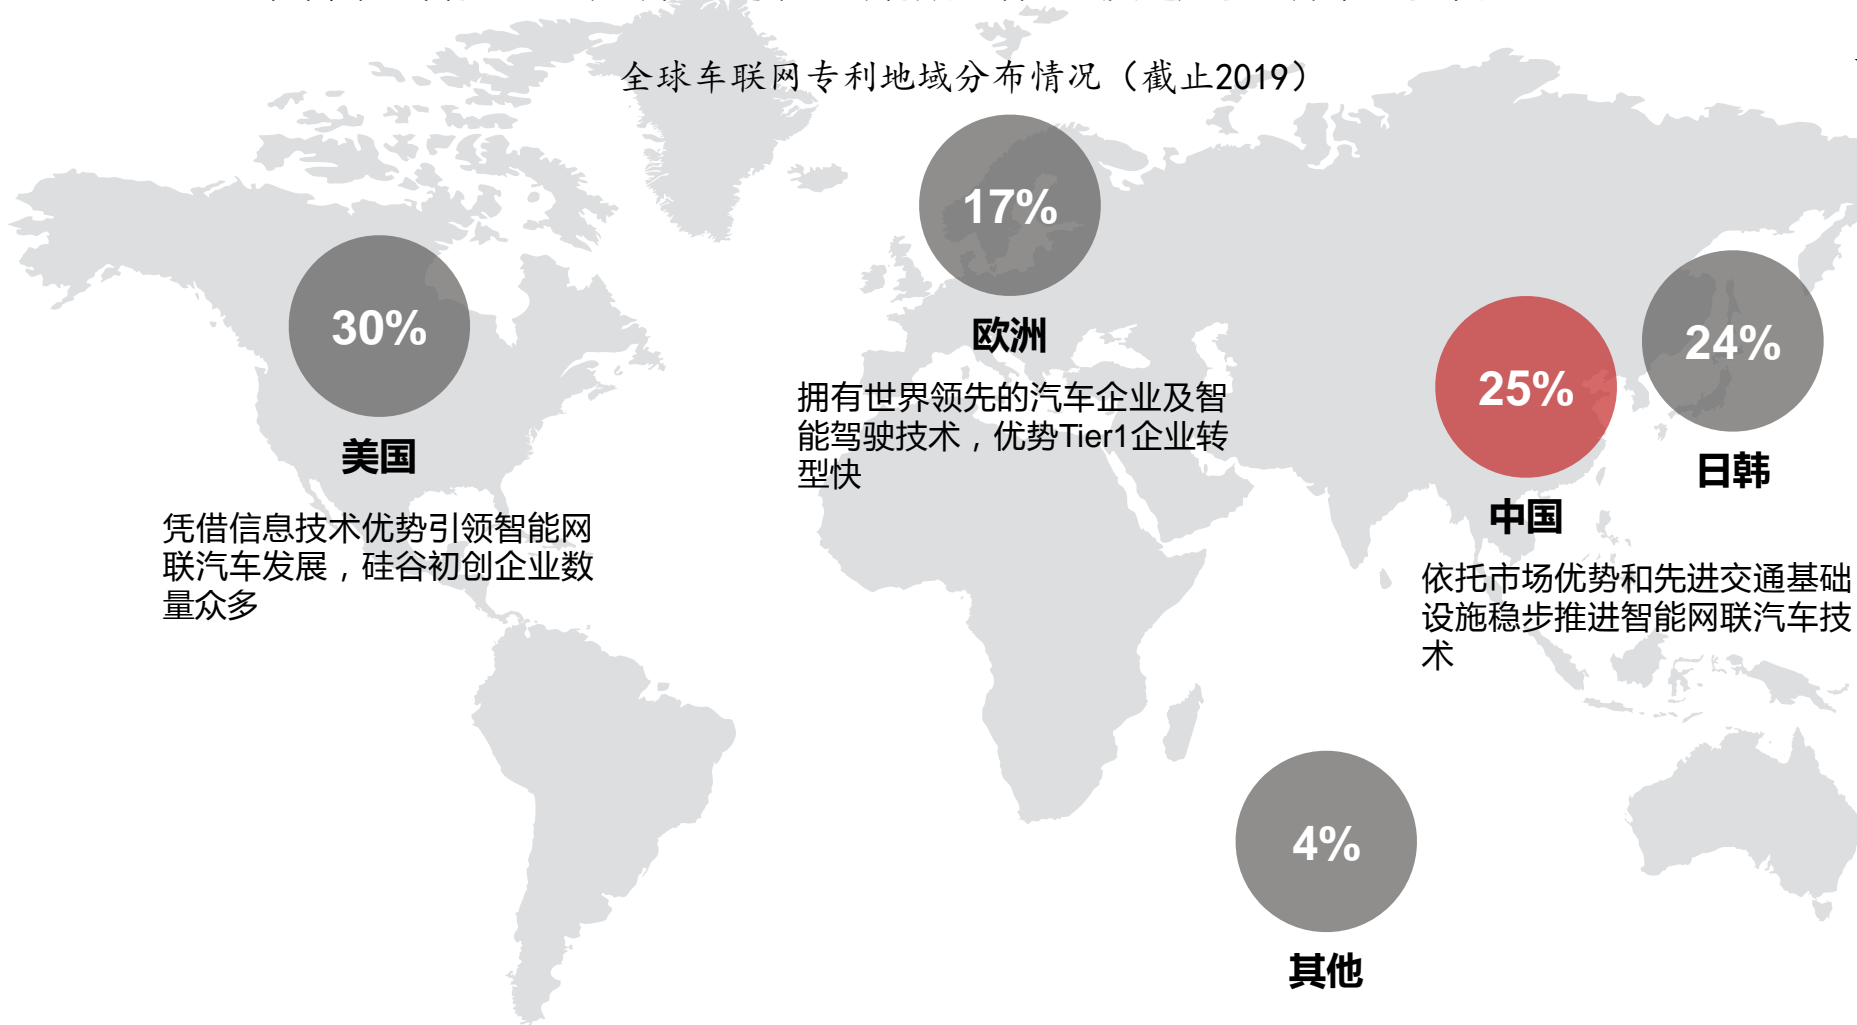 全球车联网专利地域分布情况（截止2019）
17%
欧洲
拥有世界领先的汽车企业及智
能驾驶技术，优势Tier1企业转
型快
30%
美国
凭借信息技术优势引领智能网
联汽车发展，硅谷初创企业数
量众多
25%
中国
依托市场优势和先进交通基础
设施稳步推进智能网联汽车技
术
24%
日韩
4%
其他